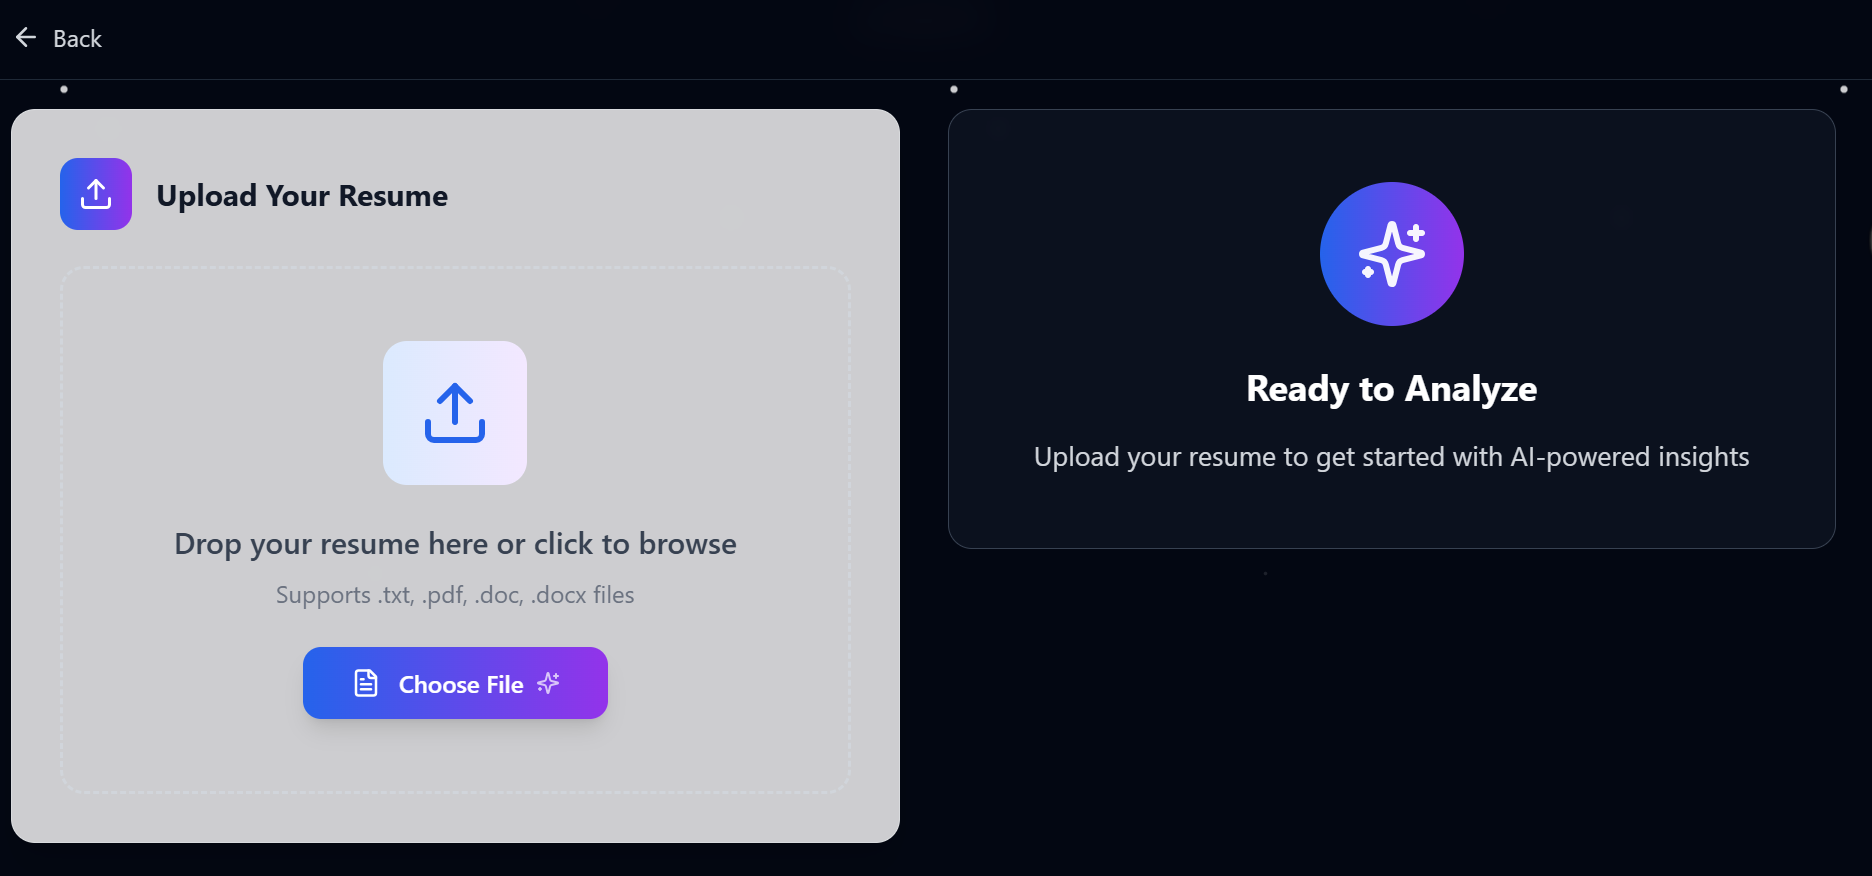 Back
Upload Your Resume
Drop your resume here or click to browse
Supports .txt, .pdf, .doc, .docx files
Choose File
Ready to Analyze
Upload your resume to get started with AI-powered insights